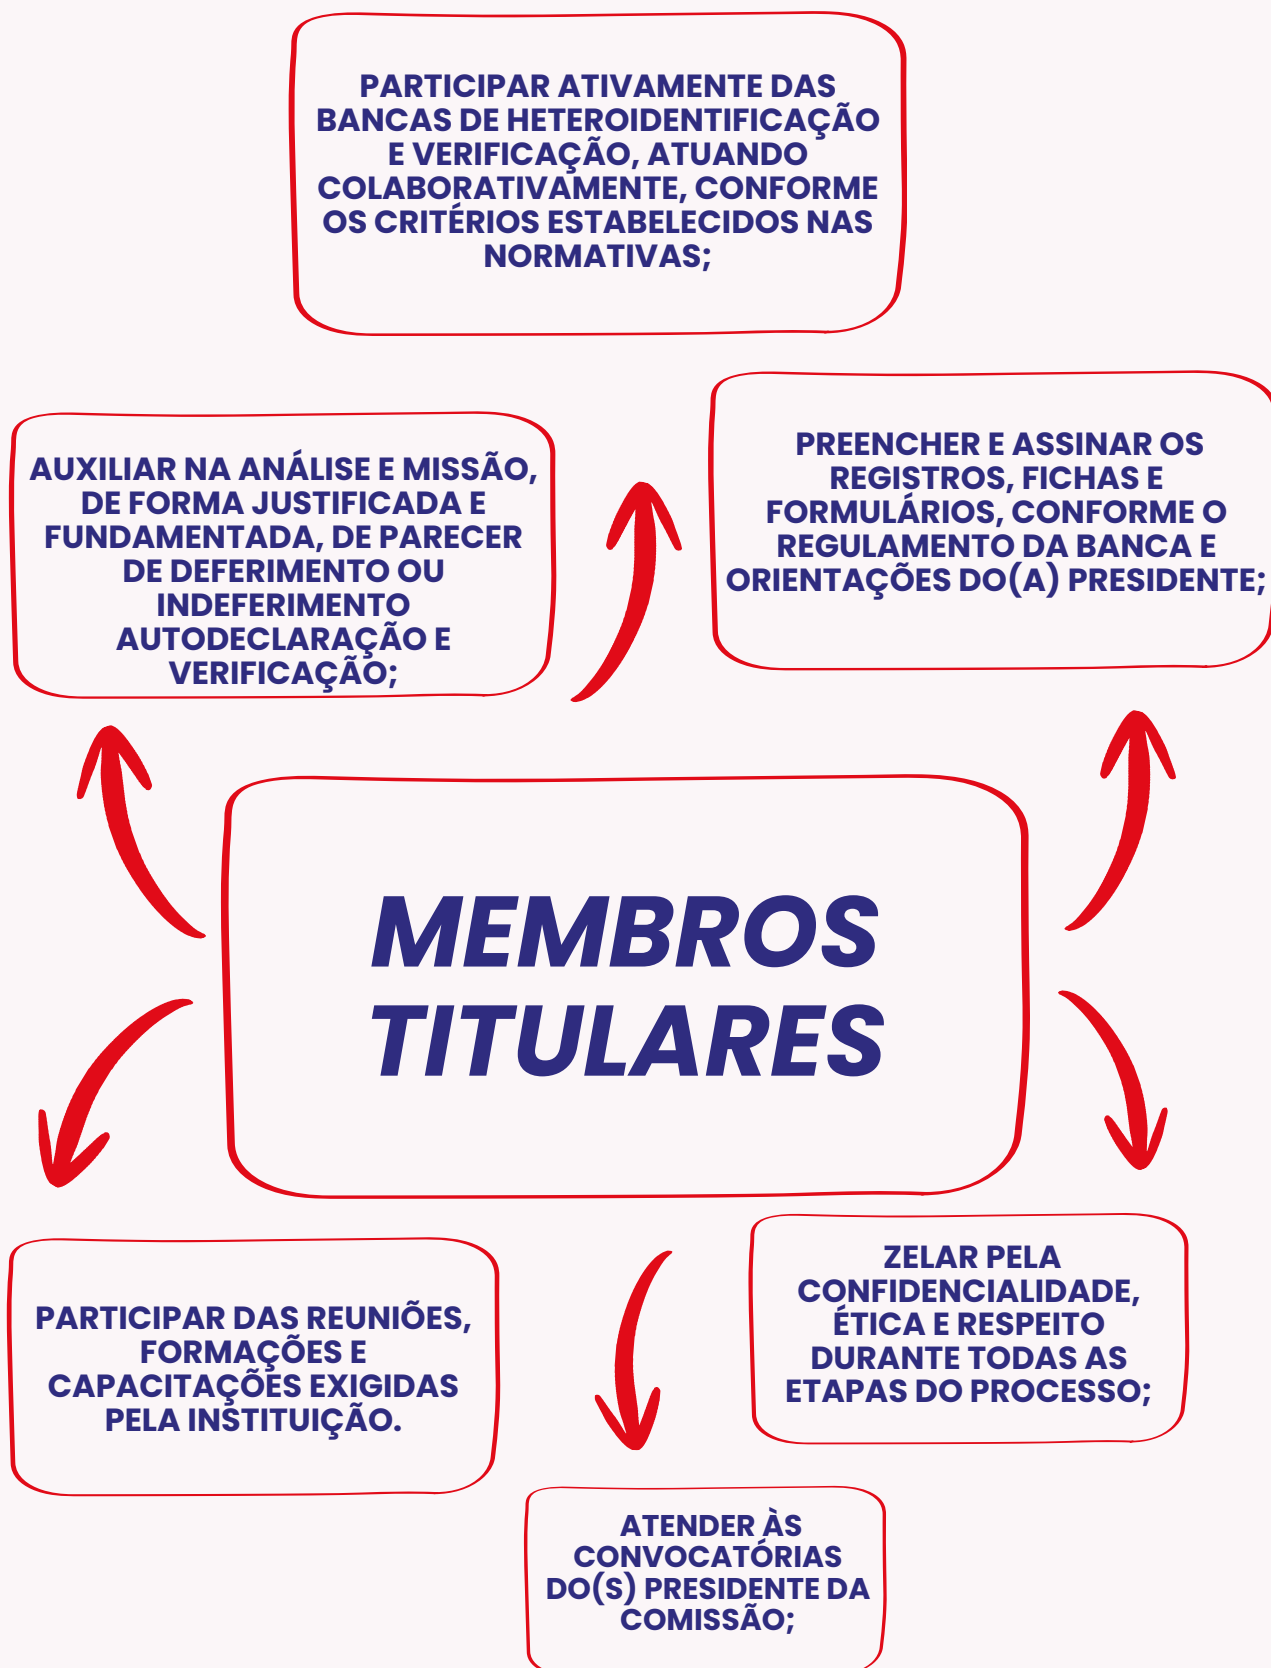 PARTICIPAR ATIVAMENTE DAS
BANCAS DE HETEROIDENTIFICAÇÃO
E VERIFICAÇÃO, ATUANDO
COLABORATIVAMENTE, CONFORME
OS CRITÉRIOS ESTABELECIDOS NAS
NORMATIVAS;
AUXILIAR NA ANÁLISE E MISSÃO,
DE FORMA JUSTIFICADA E
FUNDAMENTADA, DE PARECER
DE DEFERIMENTO OU
INDEFERIMENTO
AUTODECLARAÇÃO E
VERIFICAÇÃO;
PREENCHER E ASSINAR OS
REGISTROS, FICHAS E
FORMULÁRIOS, CONFORME O
REGULAMENTO DA BANCA E
ORIENTAÇÕES DO(A) PRESIDENTE;
MEMBROS
TITULARES
PARTICIPAR DAS REUNIÕES,
FORMAÇÕES E
CAPACITAÇÕES EXIGIDAS
PELA INSTITUIÇÃO.
ZELAR PELA
CONFIDENCIALIDADE,
ÉTICA E RESPEITO
DURANTE TODAS AS
ETAPAS DO PROCESSO;
ATENDER ÀS
CONVOCATÓRIAS
DO(S) PRESIDENTE DA
COMISSÃO;